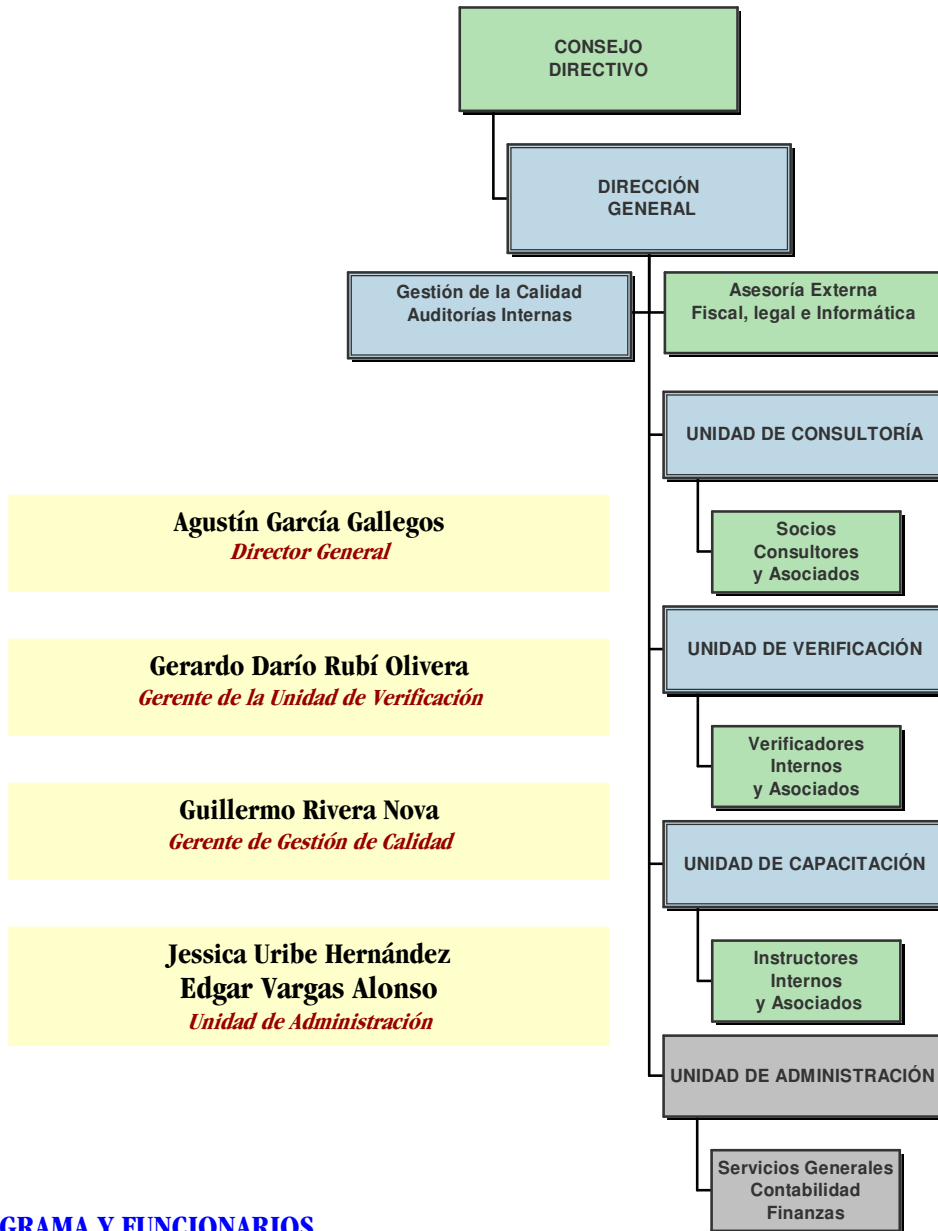 CONSEJO
DIRECTIVO
DIRECCIÓN
GENERAL
Gestión de la Calidad
Auditorías Internas
Asesoría Externa
Fiscal, legal e Informática
UNIDAD DE CONSULTORÍA
Socios
Consultores
y Asociados
Agustín García Gallegos
Director General
UNIDAD DE VERIFICACIÓN
Gerardo Darío Rubí Olivera
Gerente de la Unidad de Verificación
Verificadores
Internos
y Asociados
Guillermo Rivera Nova
Gerente de Gestión de Calidad
UNIDAD DE CAPACITACIÓN
Instructores
Internos
y Asociados
Jessica Uribe Hernández
Edgar Vargas Alonso
Unidad de Administración
UNIDAD DE ADMINISTRACIÓN
Servicios Generales
Contabilidad
Finanzas
GRAMA Y FUNCIONARIOS